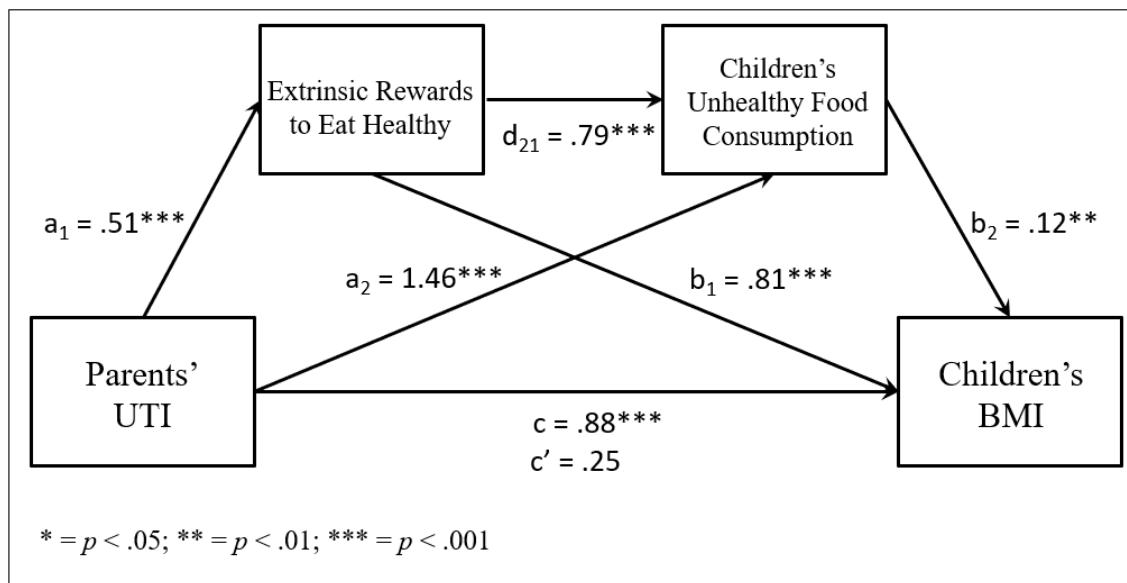 Extrinsic Rewards
to Eat Healthy
Children’s
Unhealthy Food
Consumption
d₂₁ = .79***
a₁ = .51***
b₂ = .12**
a₂ = 1.46***
b₁ = .81***
Parents’
UTI
Children’s
BMI
c = .88***
c’ = .25
* = p < .05; ** = p < .01; *** = p < .001